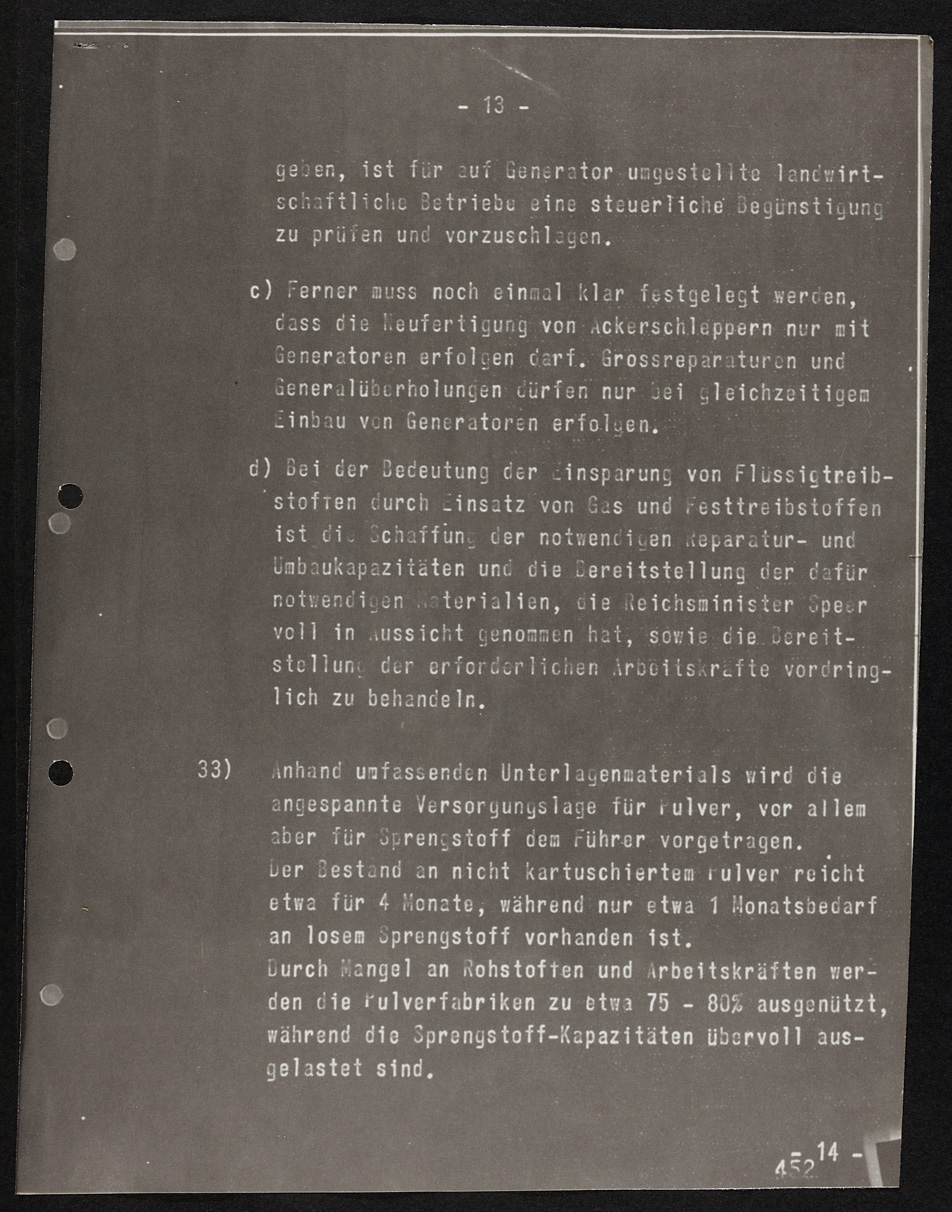 - 13 -
geben, ist für auf Generator umgestellte landwirt-
schaftliche Betriebe eine steuerliche Begünstigung
zu prüfen und vorzuschlagen.
c) Ferner muss noch einmal klar festgelegt werden,
dass die Neufertigung von Ackerschleppern nur mit
Generatoren erfolgen darf. Grossreparaturen und
Generalüberholungen dürfen nur bei gleichzeitigem
Einbau von Generatoren erfolgen.
d) Bei der Bedeutung der Einsparung von Flüssigtreib-
stoffen durch Einsatz von Gas und Festtreibstoffen
ist die Schaffung der notwendigen Reparatur- und
Umbaukapazitäten und die Bereitstellung der dafür
notwendigen Materialien, die Reichsminister Speer
voll in Aussicht genommen hat, sowie die Bereit-
stellung der erforderlichen Arbeitskräfte vordring-
lich zu behandeln.
33) Anhand umfassenden Unterlagenmaterials wird die
angespannte Versorgungslage für Pulver, vor allem
aber für Sprengstoff dem Führer vorgetragen.
Der Bestand an nicht kartuschiertem Pulver reicht
etwa für 4 Monate, während nur etwa 1 Monatsbedarf
an losem Sprengstoff vorhanden ist.
Durch Mangel an Rohstoffen und Arbeitskräften wer-
den die Pulverfabriken zu etwa 75 - 80% ausgenützt,
während die Sprengstoff-Kapazitäten übervoll aus-
gelastet sind.
- 14 -
452